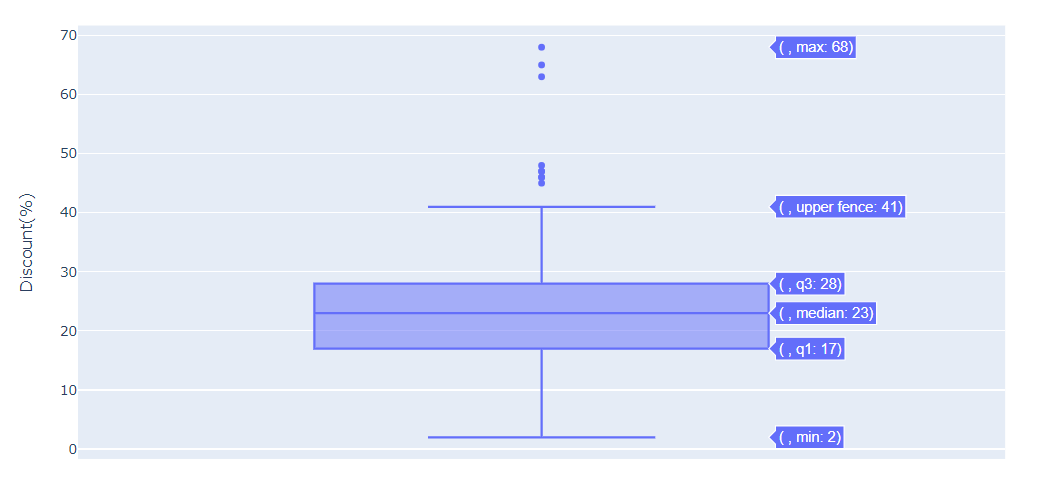 70
( , max: 68)
60
50
40
( , upper fence: 41)
30
( , q3: 28)
( , median: 23)
20
( , q1: 17)
10
( , min: 2)
0
Discount(%)